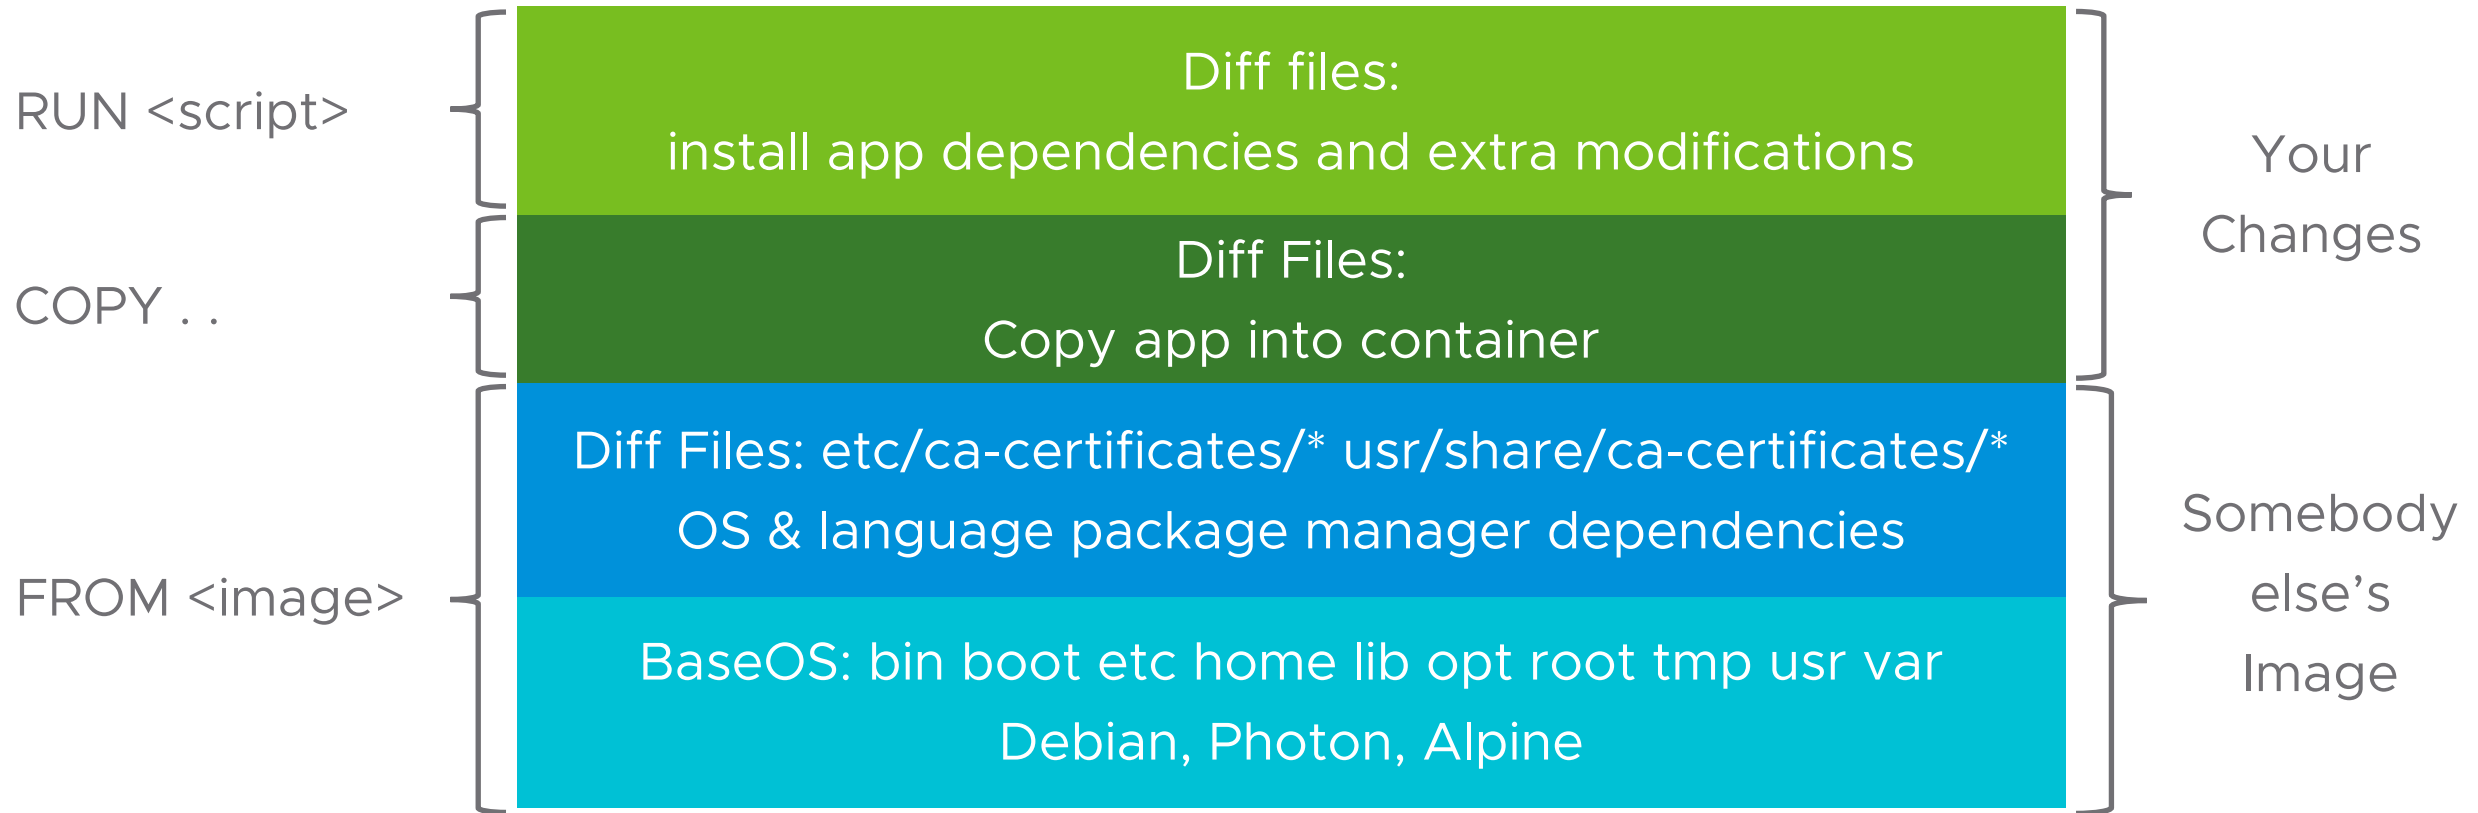 RUN <script>
Diff files:
install app dependencies and extra modifications
Your
Changes
COPY . .
Diff Files:
Copy app into container
FROM <image>
Diff Files: etc/ca-certificates/* usr/share/ca-certificates/*
OS & language package manager dependencies
BaseOS: bin boot etc home lib opt root tmp usr var
Debian, Photon, Alpine
Somebody
else’s
Image